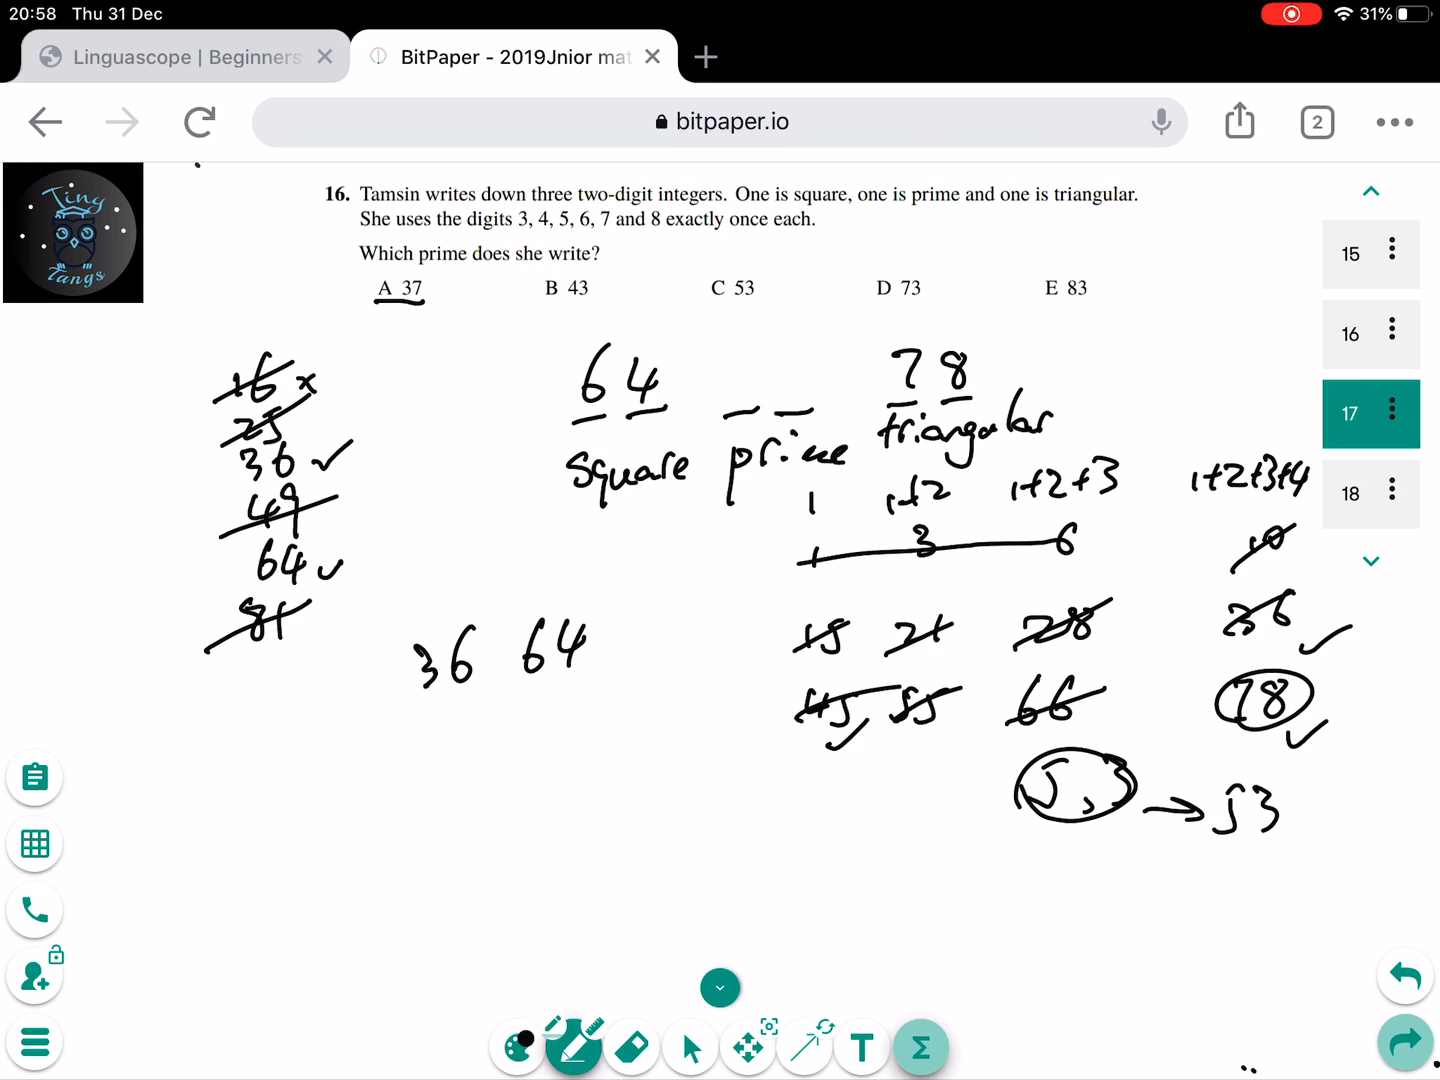 20:58 Thu 31 Dec 31%
Linguascope | Beginners
BitPaper - 2019Jnior mat
bitpaper.io
2
Tiny
Tangs
16. Tamsin writes down three two-digit integers. One is square, one is prime and one is triangular.
She uses the digits 3, 4, 5, 6, 7 and 8 exactly once each.
Which prime does she write?
A 37 B 43 C 53 D 73 E 83
15
16
17
18
16 x
25
36 ✓
49
64 ✓
81
64 78
square prime triangular
1 1+2 1+2+3 1+2+3+4
1 3 6 10
15 21 28 36 ✓
45 ✓ 55 66 78 ✓
36 64
5,3 → 53
T Σ